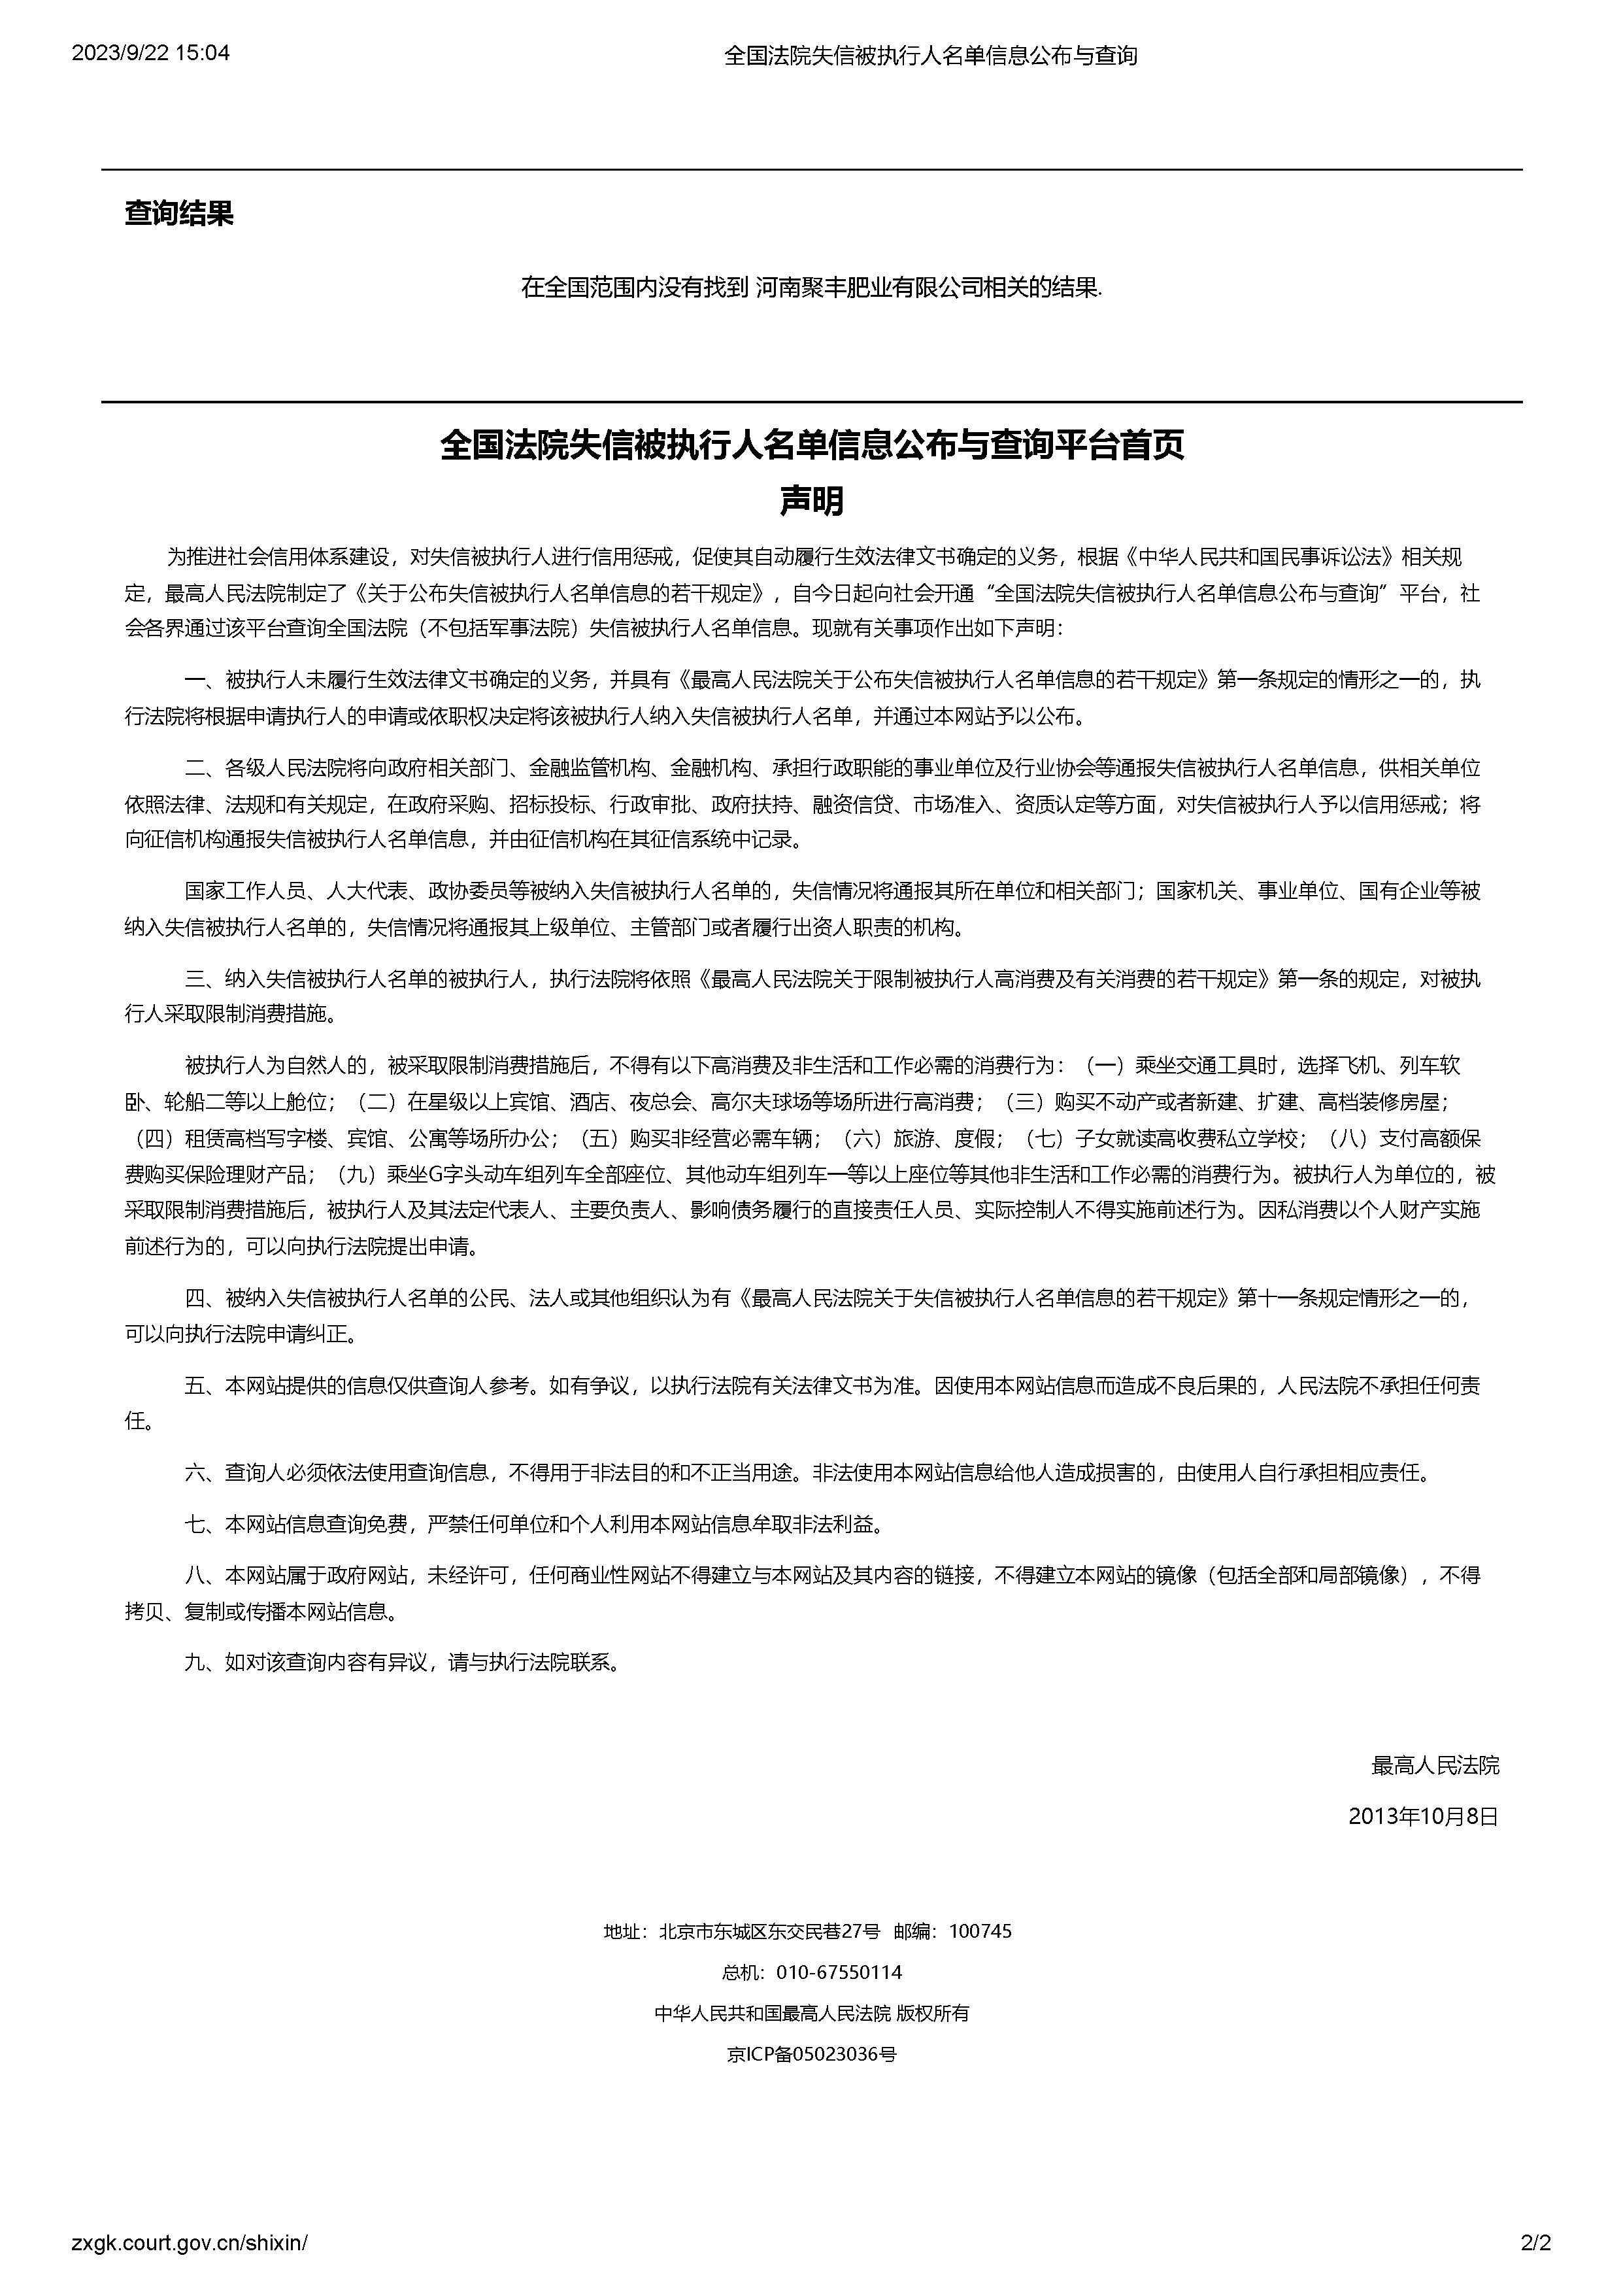 2023/9/22 15:04
全国法院失信被执行人名单信息公布与查询
查询结果
在全国范围内没有找到 河南聚丰肥业有限公司相关的结果.
全国法院失信被执行人名单信息公布与查询平台首页
声明
为推进社会信用体系建设，对失信被执行人进行信用惩戒，促使其自动履行生效法律文书确定的义务，根据《中华人民共和国民事诉讼法》相关规
定，最高人民法院制定了《关于公布失信被执行人名单信息的若干规定》，自今日起向社会开通“全国法院失信被执行人名单信息公布与查询”平台，社
会各界通过该平台查询全国法院（不包括军事法院）失信被执行人名单信息。现就有关事项作出如下声明：
一、被执行人未履行生效法律文书确定的义务，并具有《最高人民法院关于公布失信被执行人名单信息的若干规定》第一条规定的情形之一的，执
行法院将根据申请执行人的申请或依职权决定将该被执行人纳入失信被执行人名单，并通过本网站予以公布。
二、各级人民法院将向政府相关部门、金融监管机构、金融机构、承担行政职能的事业单位及行业协会等通报失信被执行人名单信息，供相关单位
依照法律、法规和有关规定，在政府采购、招标投标、行政审批、政府扶持、融资信贷、市场准入、资质认定等方面，对失信被执行人予以信用惩戒；将
向征信机构通报失信被执行人名单信息，并由征信机构在其征信系统中记录。
国家工作人员、人大代表、政协委员等被纳入失信被执行人名单的，失信情况将通报其所在单位和相关部门；国家机关、事业单位、国有企业等被
纳入失信被执行人名单的，失信情况将通报其上级单位、主管部门或者履行出资人职责的机构。
三、纳入失信被执行人名单的被执行人，执行法院将依照《最高人民法院关于限制被执行人高消费及有关消费的若干规定》第一条的规定，对被执
行人采取限制消费措施。
被执行人为自然人的，被采取限制消费措施后，不得有以下高消费及非生活和工作必需的消费行为：（一）乘坐交通工具时，选择飞机、列车软
卧、轮船二等以上舱位；（二）在星级以上宾馆、酒店、夜总会、高尔夫球场等场所进行高消费；（三）购买不动产或者新建、扩建、高档装修房屋；
（四）租赁高档写字楼、宾馆、公寓等场所办公；（五）购买非经营必需车辆；（六）旅游、度假；（七）子女就读高收费私立学校；（八）支付高额保
费购买保险理财产品；（九）乘坐G字头动车组列车全部座位、其他动车组列车一等以上座位等其他非生活和工作必需的消费行为。被执行人为单位的，被
采取限制消费措施后，被执行人及其法定代表人、主要负责人、影响债务履行的直接责任人员、实际控制人不得实施前述行为。因私消费以个人财产实施
前述行为的，可以向执行法院提出申请。
四、被纳入失信被执行人名单的公民、法人或其他组织认为有《最高人民法院关于失信被执行人名单信息的若干规定》第十一条规定情形之一的，
可以向执行法院申请纠正。
五、本网站提供的信息仅供查询人参考。如有争议，以执行法院有关法律文书为准。因使用本网站信息而造成不良后果的，人民法院不承担任何责
任。
六、查询人必须依法使用查询信息，不得用于非法目的和不正当用途。非法使用本网站信息给他人造成损害的，由使用人自行承担相应责任。
七、本网站信息查询免费，严禁任何单位和个人利用本网站信息牟取非法利益。
八、本网站属于政府网站，未经许可，任何商业性网站不得建立与本网站及其内容的链接，不得建立本网站的镜像（包括全部和局部镜像），不得
拷贝、复制或传播本网站信息。
九、如对该查询内容有异议，请与执行法院联系。
最高人民法院
2013年10月8日
地址：北京市东城区东交民巷27号 邮编：100745
总机：010-67550114
中华人民共和国最高人民法院 版权所有
京ICP备05023036号
zxgk.court.gov.cn/shixin/
2/2